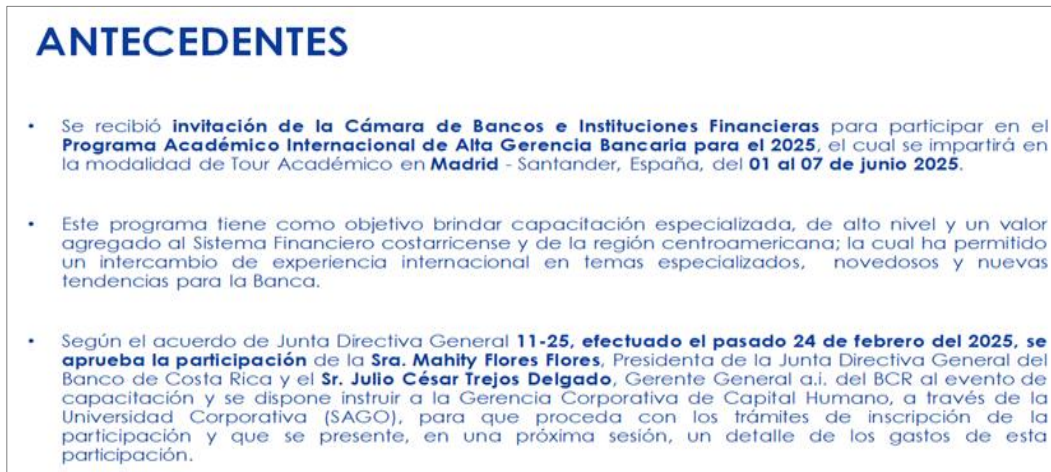 ANTECEDENTES
• Se recibió invitación de la Cámara de Bancos e Instituciones Financieras para participar en el
Programa Académico Internacional de Alta Gerencia Bancaria para el 2025, el cual se impartirá en
la modalidad de Tour Académico en Madrid - Santander, España, del 01 al 07 de junio 2025.
• Este programa tiene como objetivo brindar capacitación especializada, de alto nivel y un valor
agregado al Sistema Financiero costarricense y de la región centroamericana; la cual ha permitido
un intercambio de experiencia internacional en temas especializados, novedosos y nuevas
tendencias para la Banca.
• Según el acuerdo de Junta Directiva General 11-25, efectuado el pasado 24 de febrero del 2025, se
aprueba la participación de la Sra. Mahity Flores Flores, Presidenta de la Junta Directiva General del
Banco de Costa Rica y el Sr. Julio César Trejos Delgado, Gerente General a.i. del BCR al evento de
capacitación y se dispone instruir a la Gerencia Corporativa de Capital Humano, a través de la
Universidad Corporativa (SAGO), para que proceda con los trámites de inscripción de la
participación y que se presente, en una próxima sesión, un detalle de los gastos de esta
participación.